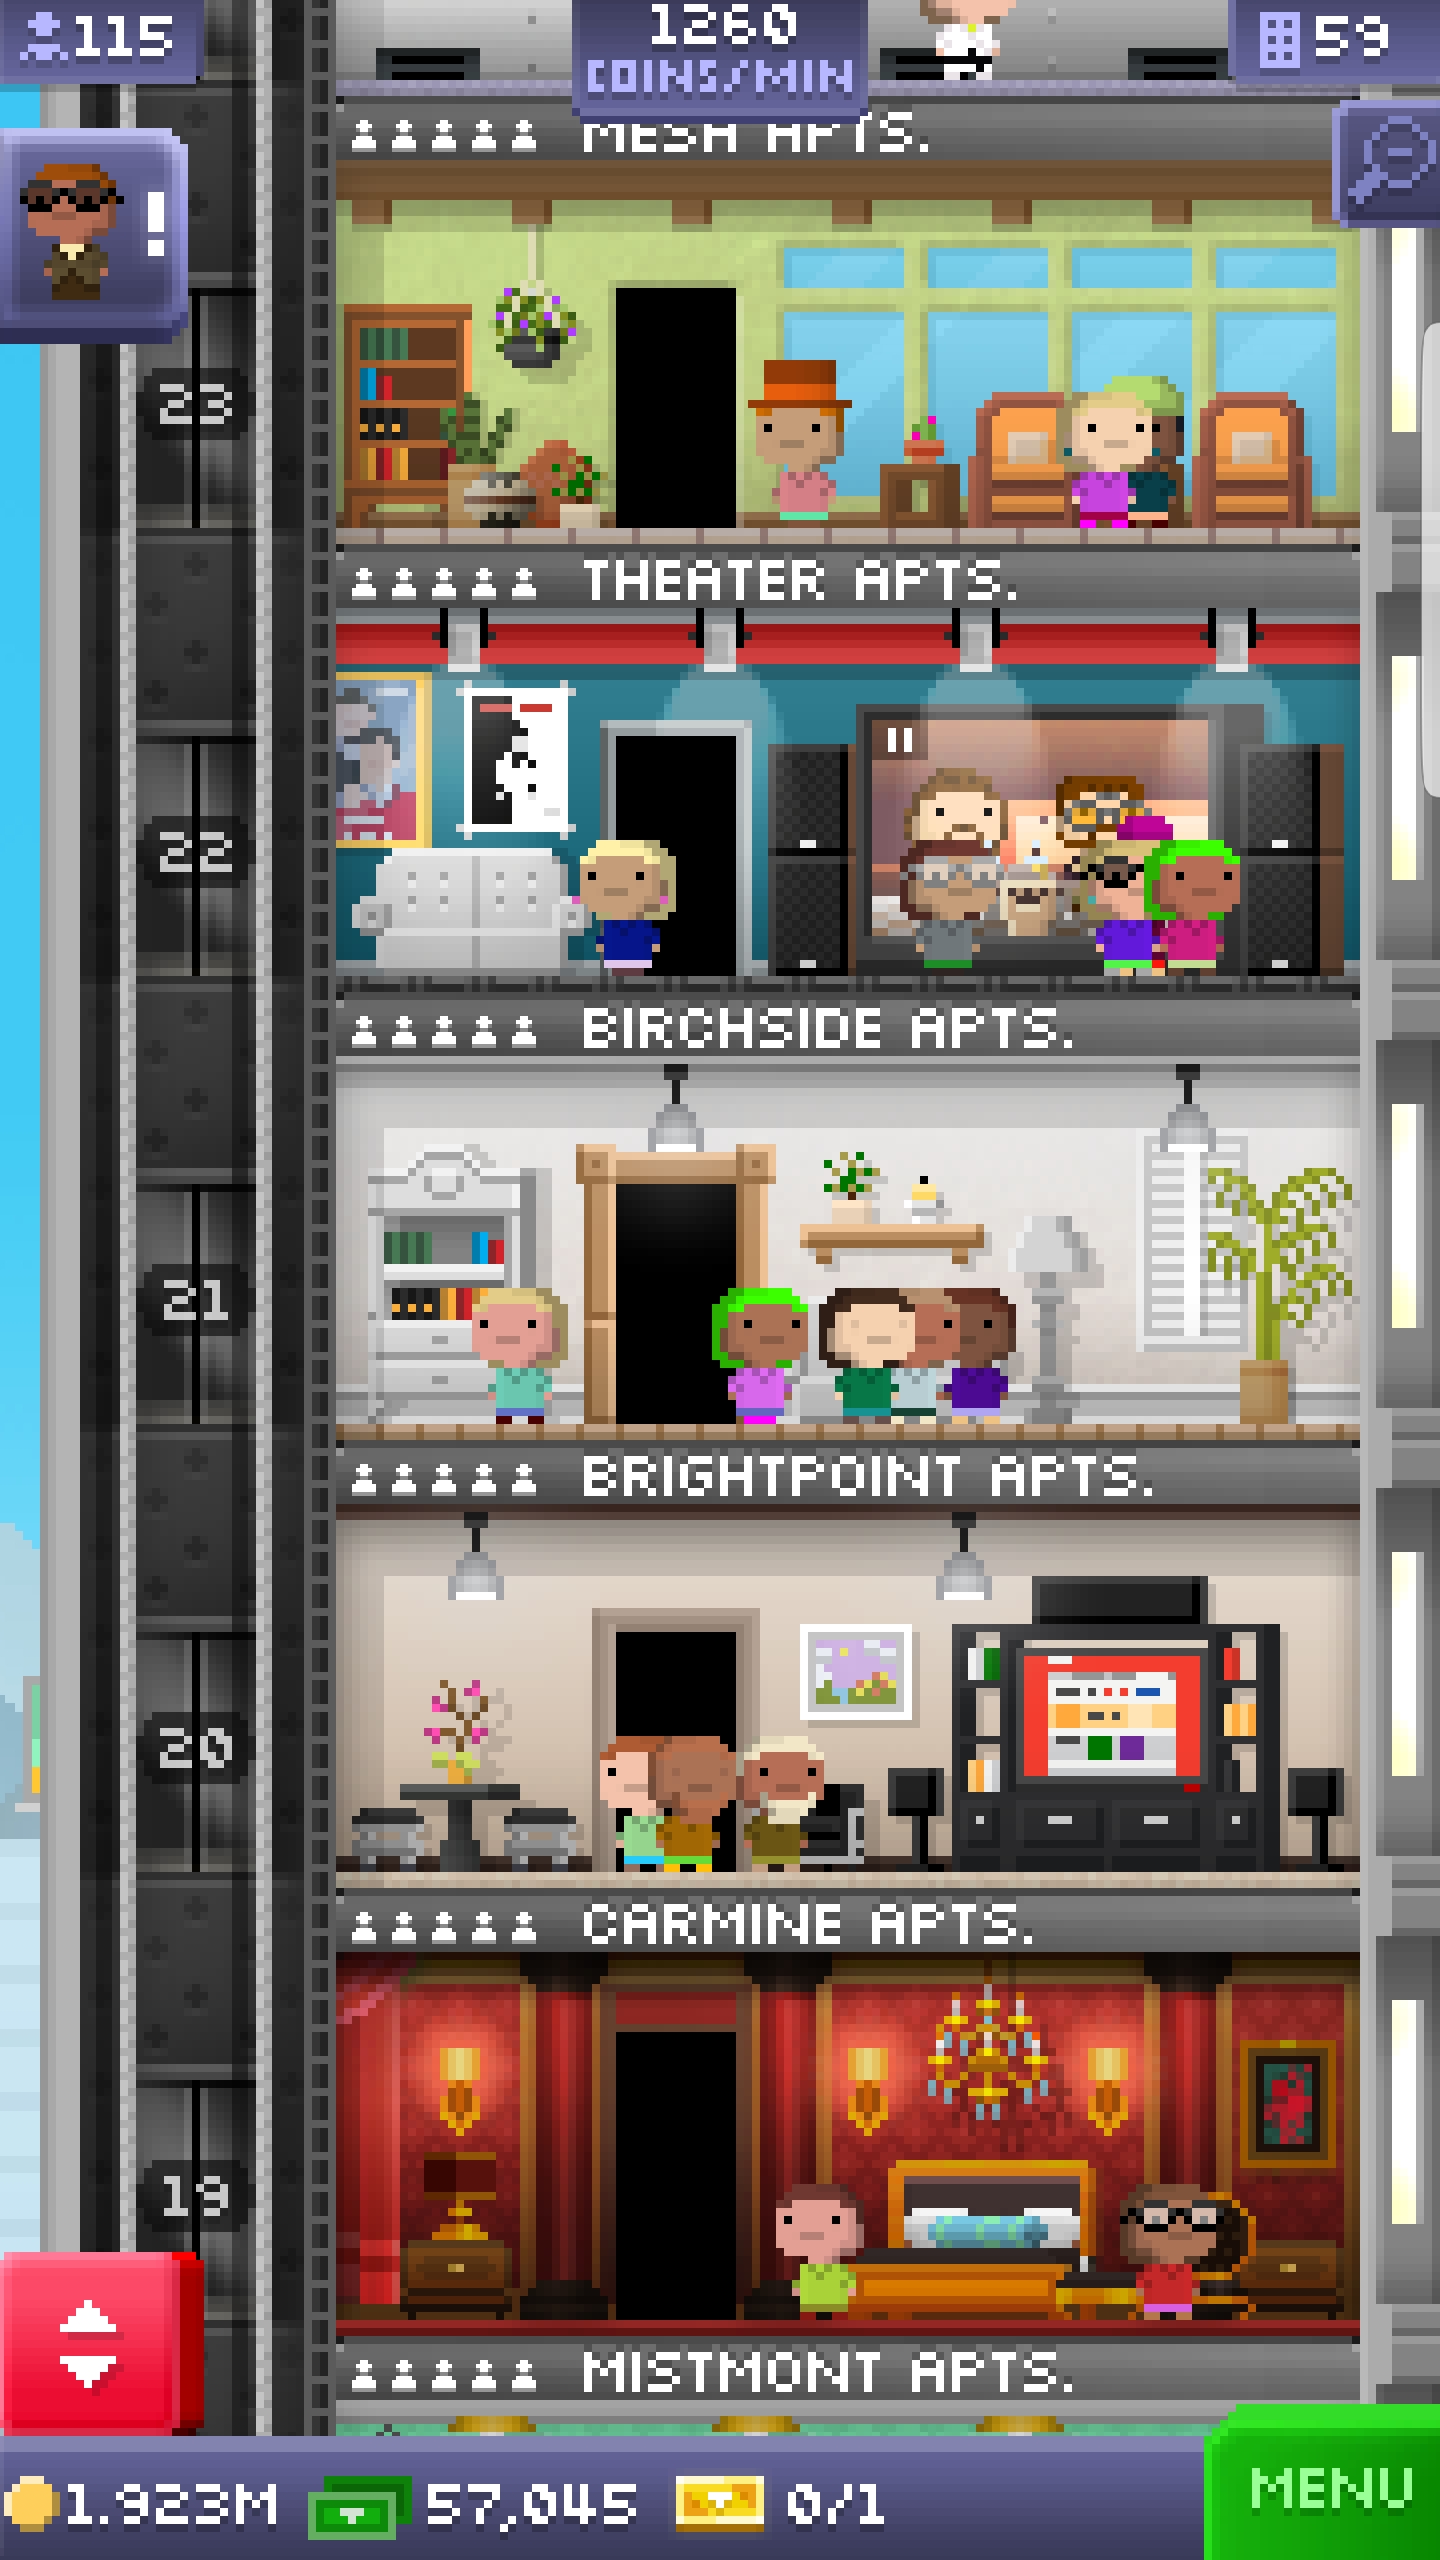 115
1260
COINS/MIN
59
MESA APTS.
!
23
THEATER APTS.
22
BIRCHSIDE APTS.
21
BRIGHTPOINT APTS.
20
CARMINE APTS.
19
MISTMONT APTS.
1.923M 57,045 0/1
MENU